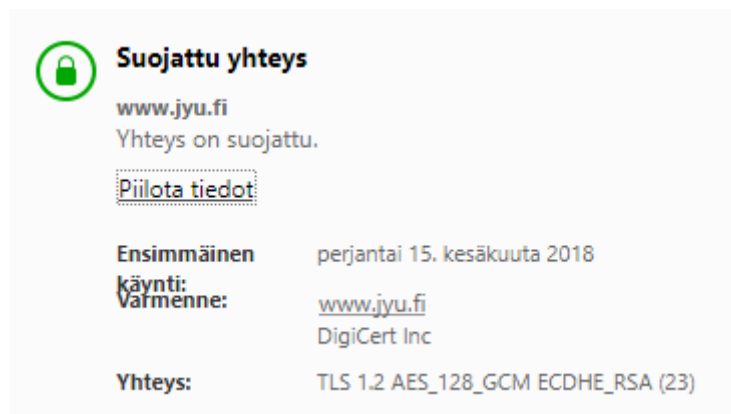 Suojattu yhteys
www.jyu.fi
Yhteys on suojattu.
Piilota tiedot
Ensimmäinen käynti: perjantai 15. kesäkuuta 2018
Varmenne: www.jyu.fi
DigiCert Inc
Yhteys: TLS 1.2 AES_128_GCM ECDHE_RSA (23)